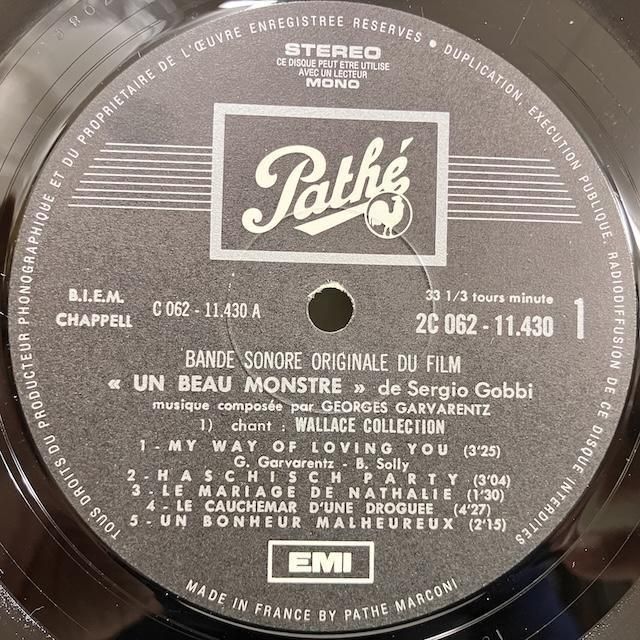 TOUS DROITS DU PRODUCTEUR PHONOGRAPHIQUE ET DU PROPRIETAIRE DE L'ŒUVRE ENREGISTREE RESERVES • DUPLICATION, EXECUTION PUBLIQUE, RADIODIFFUSION DE CE DISQUE INTERDITES
STEREO
CE DISQUE PEUT ETRE UTILISE
AVEC UN LECTEUR
MONO
Pathé
B.I.E.M.
CHAPPELL
C 062 - 11.430 A
33 1/3 tours minute
2C 062 - 11.430
1
BANDE SONORE ORIGINALE DU FILM
« UN BEAU MONSTRE » de Sergio Gobbi
musique composée par GEORGES GARVARENTZ
1) chant : WALLACE COLLECTION
1 - MY WAY OF LOVING YOU (3'25)
G. Garvarentz - B. Solly
2 - HASCHISCH PARTY (3'04)
3 - LE MARIAGE DE NATHALIE (1'30)
4 - LE CAUCHEMAR D'UNE DROGUEE (4'27)
5 - UN BONHEUR MALHEUREUX (2'15)
EMI
MADE IN FRANCE BY PATHE MARCONI